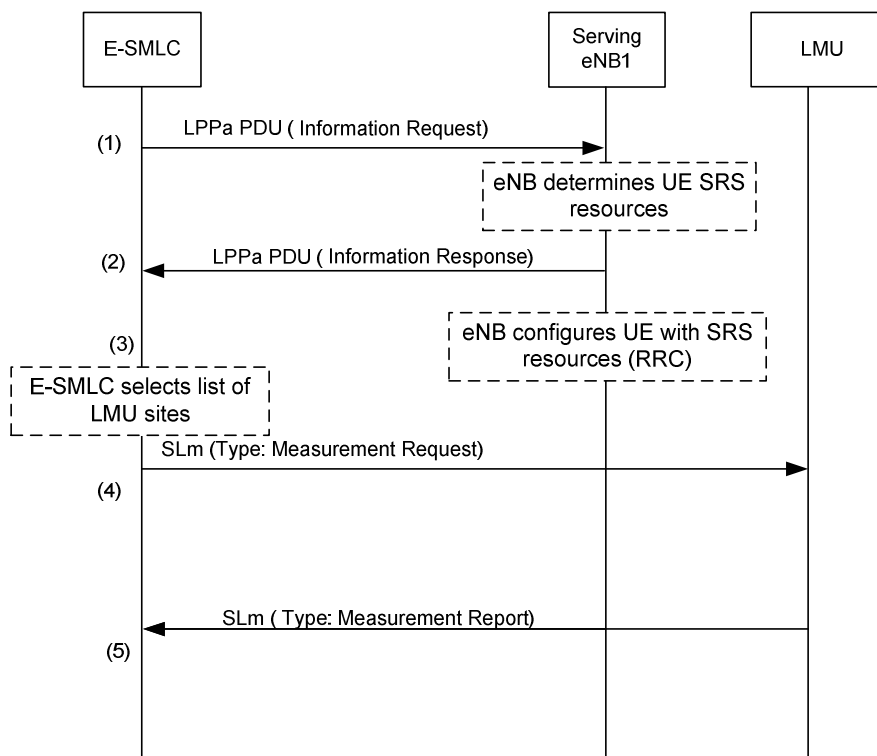 E-SMLC
Serving
eNB1
LMU
(1)
LPPa PDU ( Information Request)
eNB determines UE SRS
resources
(2)
LPPa PDU ( Information Response)
eNB configures UE with SRS
resources (RRC)
(3)
E-SMLC selects list of
LMU sites
SLm (Type: Measurement Request)
(4)
SLm ( Type: Measurement Report)
(5)